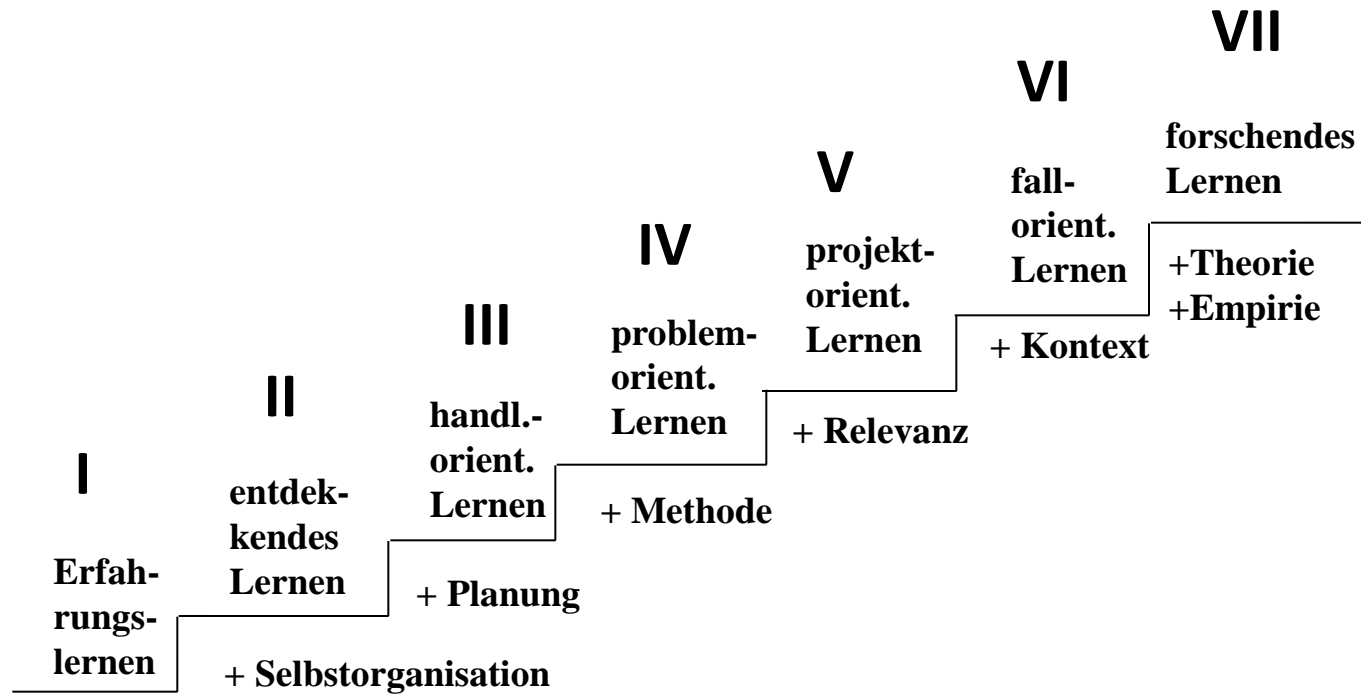 I
Erfah-
rungs-
lernen
II
entdek-
kendes
Lernen
+ Selbstorganisation
III
handl.-
orient.
Lernen
+ Planung
IV
problem-
orient.
Lernen
+ Methode
V
projekt-
orient.
Lernen
+ Relevanz
VI
fall-
orient.
Lernen
+ Kontext
VII
forschendes
Lernen
+Theorie
+Empirie